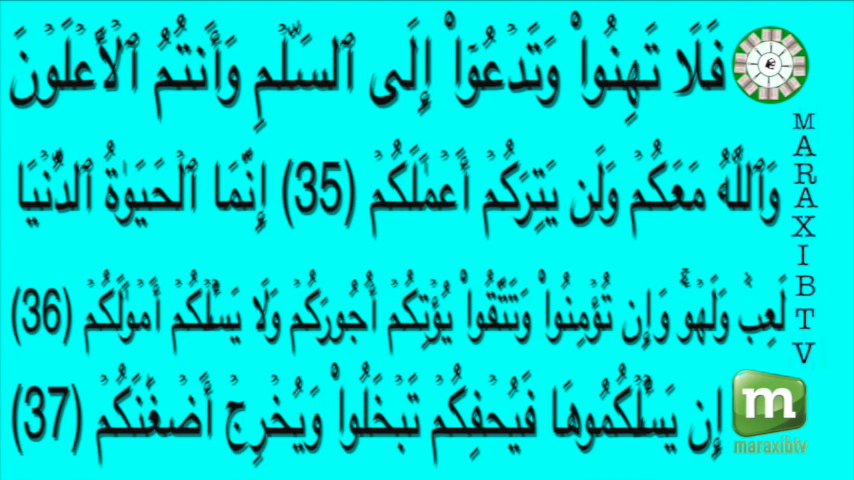 فَلَا تَهِنُوا۟ وَتَدْعُوٓا۟ إِلَى ٱلسَّلْمِ وَأَنتُمُ ٱلْأَعْلَوْنَ
وَٱللَّهُ مَعَكُمْ وَلَن يَتِرَكُمْ أَعْمَٰلَكُمْ (35) إِنَّمَا ٱلْحَيَوٰةُ ٱلدُّنْيَا
لَعِبٌ وَلَهْوٌ ۚ وَإِن تُؤْمِنُوا۟ وَتَتَّقُوا۟ يُؤْتِكُمْ أُجُورَكُمْ وَلَا يَسْـَٔلْكُمْ أَمْوَٰلَكُمْ (36)
إِن يَسْـَٔلْكُمُوهَا فَيُحْفِكُمْ تَبْخَلُوا۟ وَيُخْرِجْ أَضْغَٰنَكُمْ (37)
MARAXIBTV
m
maraxibtv